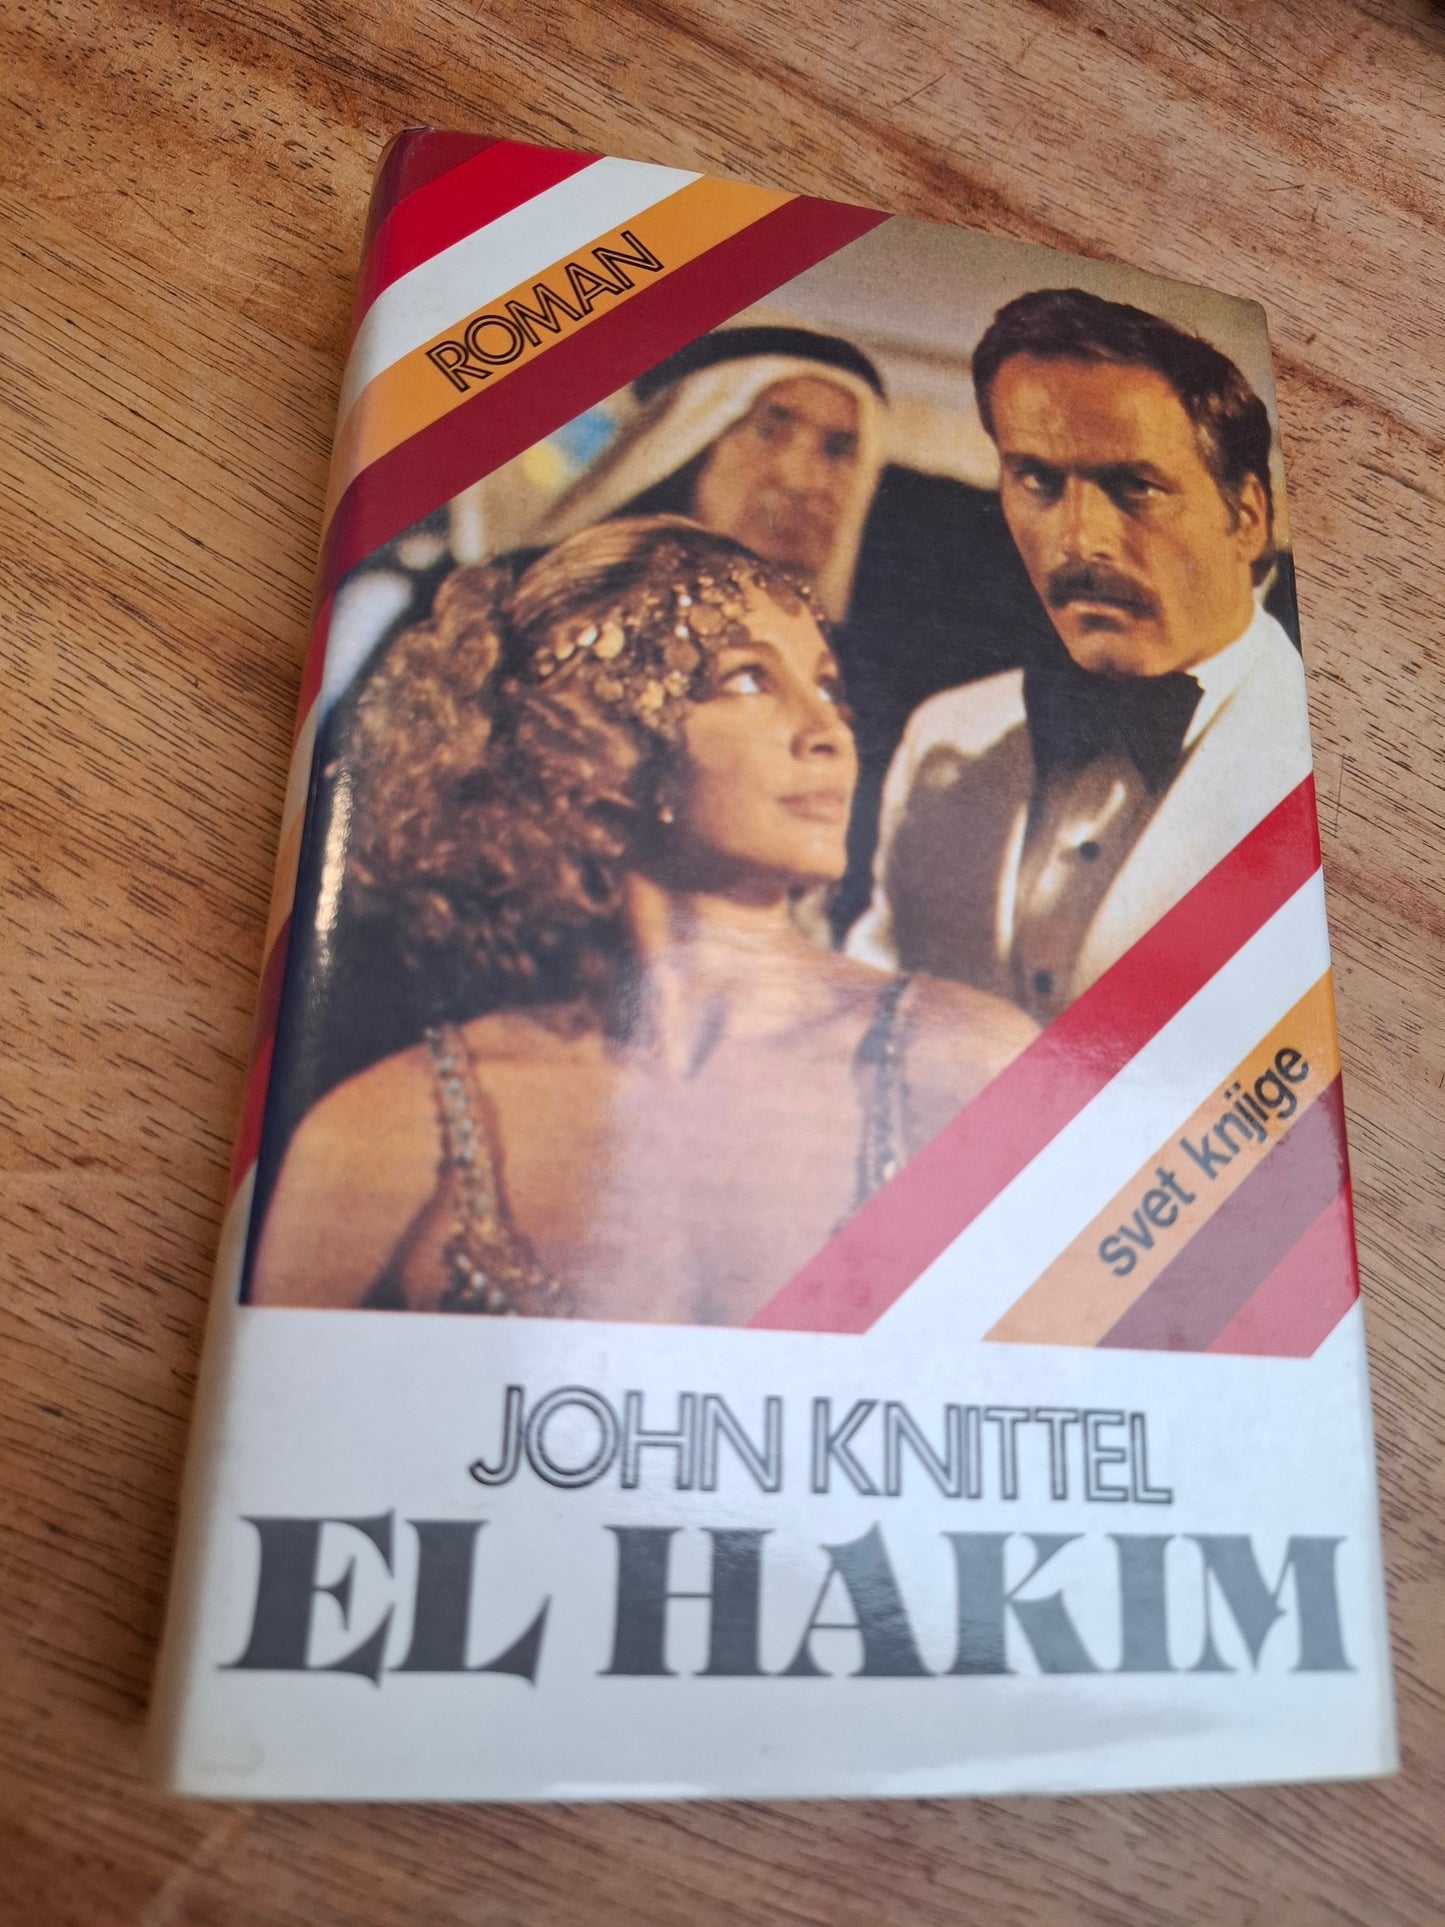 ROMAN
svet knjige
JOHN KNITTEL
EL HAKIM